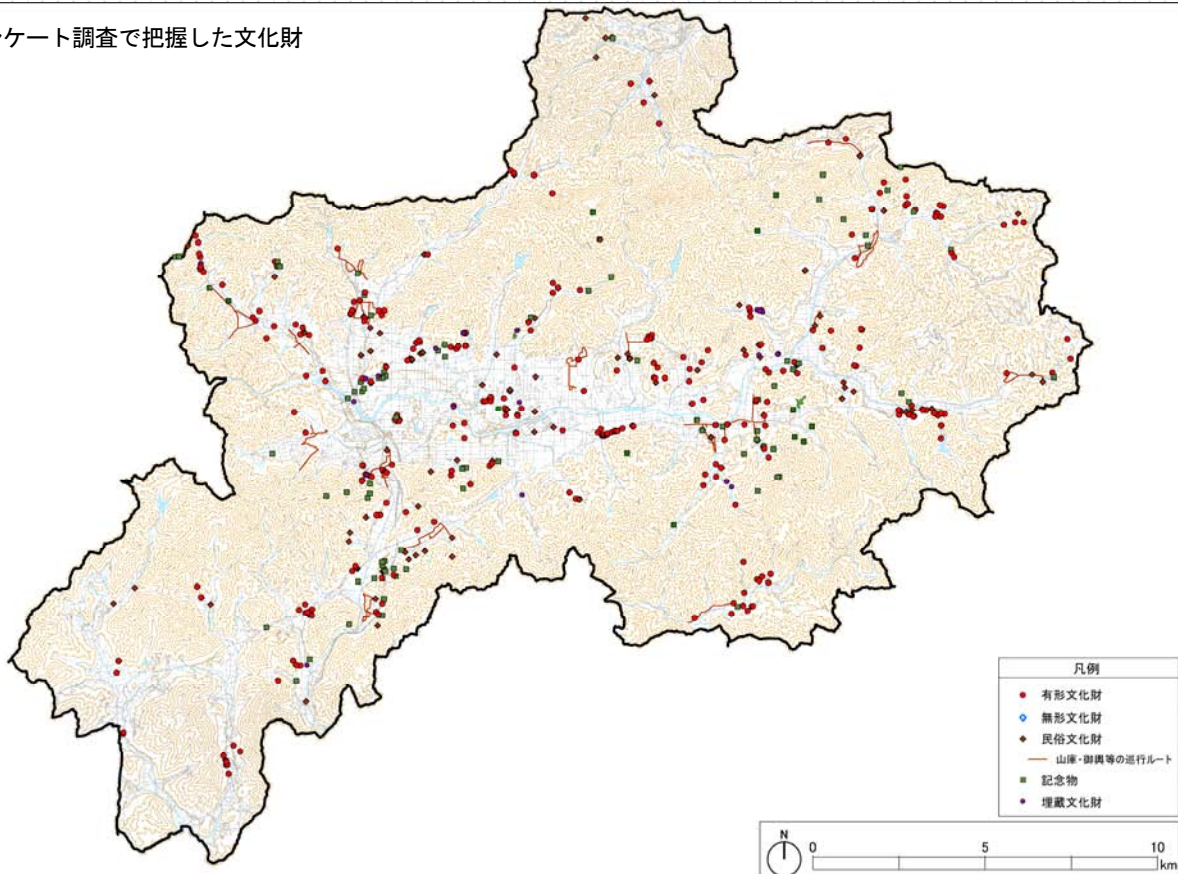 ケート調査で把握した文化財
凡例
有形文化財
無形文化財
民俗文化財
山車・御輿等の巡行ルート
記念物
埋蔵文化財
N
0 5 10
km